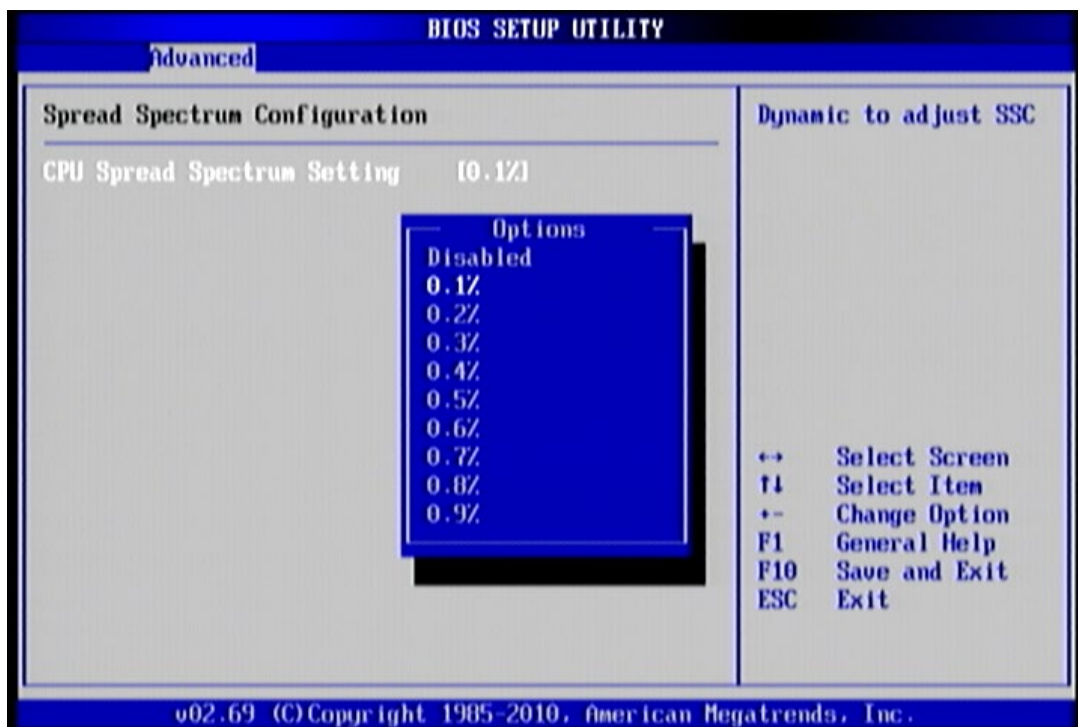 BIOS SETUP UTILITY
Advanced
Spread Spectrum Configuration
CPU Spread Spectrum Setting [0.1%]
Options
Disabled
0.1%
0.2%
0.3%
0.4%
0.5%
0.6%
0.7%
0.8%
0.9%
Dynamic to adjust SSC
↔ Select Screen
↑↓ Select Item
+- Change Option
F1 General Help
F10 Save and Exit
ESC Exit
v02.69 (C)Copyright 1985-2010, American Megatrends, Inc.